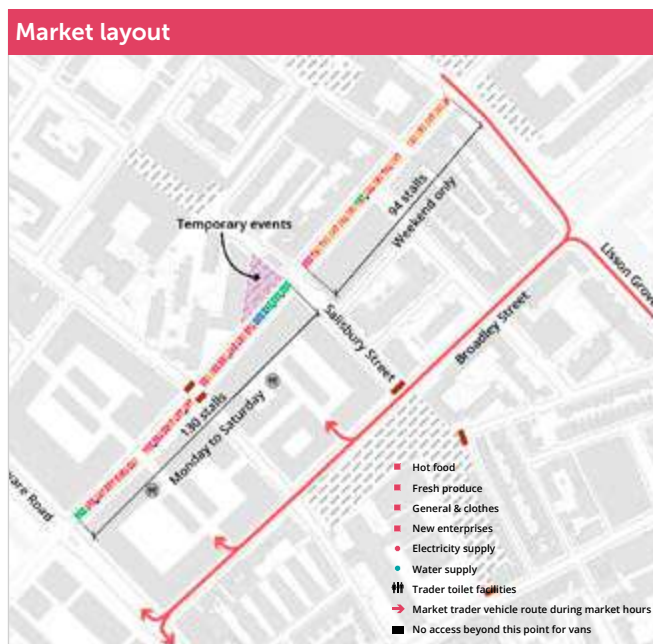 Market layout
94 stalls
Weekend only
Temporary events
Lisson Grove
Salisbury Street
Broadley Street
130 stalls
Monday to Saturday
ware Road
Hot food
Fresh produce
General & clothes
New enterprises
Electricity supply
Water supply
Trader toilet facilities
Market trader vehicle route during market hours
No access beyond this point for vans